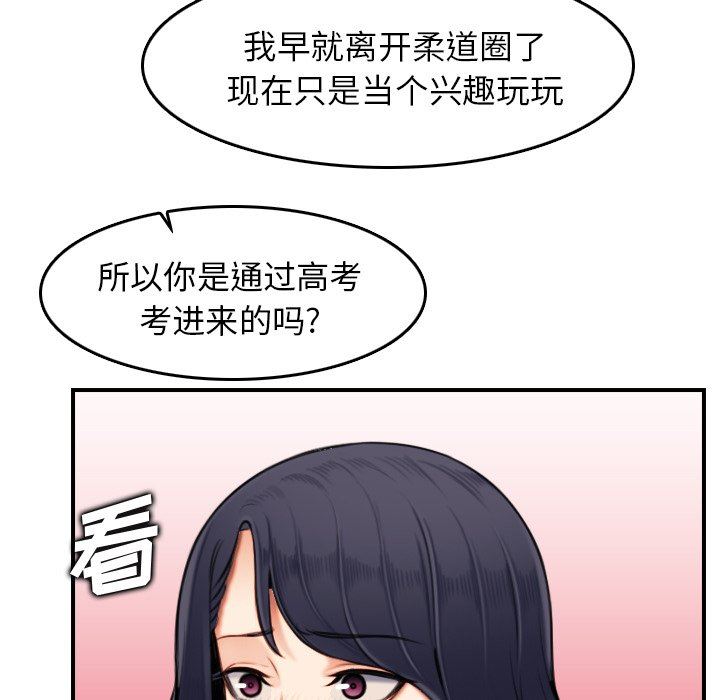 我早就离开柔道圈了
现在只是当个兴趣玩玩
所以你是通过高考
考进来的吗?
看